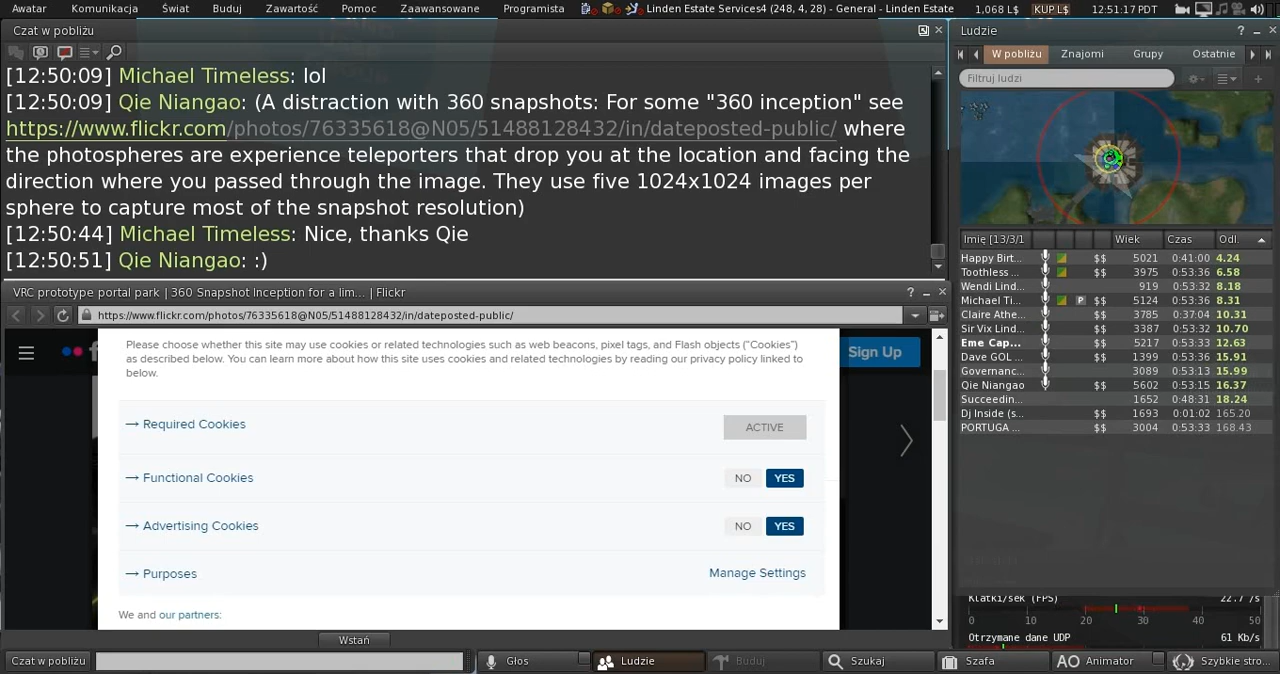 Awatar Komunikacja Świat Buduj Zawartość Pomoc Zaawansowane Programista Linden Estate Services4 (248, 4, 28) - General - Linden Estate 1,068 L$ KUP L$ 12:51:17 PDT
Czat w pobliżu
[12:50:09] Michael Timeless: lol
[12:50:09] Qie Niangao: (A distraction with 360 snapshots: For some "360 inception" see
https://www.flickr.com/photos/76335618@N05/51488128432/in/dateposted-public/ where
the photospheres are experience teleporters that drop you at the location and facing the
direction where you passed through the image. They use five 1024x1024 images per
sphere to capture most of the snapshot resolution)
[12:50:44] Michael Timeless: Nice, thanks Qie
[12:50:51] Qie Niangao: :)
VRC prototype portal park | 360 Snapshot Inception for a lim... | Flickr
https://www.flickr.com/photos/76335618@N05/51488128432/in/dateposted-public/
Please choose whether this site may use cookies or related technologies such as web beacons, pixel tags, and Flash objects ("Cookies")
as described below. You can learn more about how this site uses cookies and related technologies by reading our privacy policy linked to
below.
Sign Up
→ Required Cookies ACTIVE
→ Functional Cookies NO YES
→ Advertising Cookies NO YES
→ Purposes Manage Settings
We and our partners:
Wstań
Ludzie
W pobliżu Znajomi Grupy Ostatnie
Filtruj ludzi
Imię [13/3/1 Wiek Czas Odl.
Happy Birt... $$ 5021 0:41:00 4.24
Toothless ... $$ 3975 0:53:36 6.58
Wendi Lind... 919 0:53:32 8.18
Michael Ti... P $$ 5124 0:53:36 8.31
Claire Athe... $$ 3785 0:37:04 10.31
Sir Vix Lind... $$ 3387 0:53:32 10.70
Eme Cap... $$ 5217 0:53:33 12.63
Dave GOL ... $$ 1399 0:53:36 15.91
Governanc... 3089 0:53:13 15.99
Qie Niangao $$ 5602 0:53:15 16.37
Succeedin... 1652 0:48:31 18.24
Dj Inside (s... $$ 1693 0:01:02 165.20
PORTUGA ... $$ 3004 0:53:33 168.43
Klatki/sek (FPS) 22.7 /s
0 10 20 30 40 50
Otrzymane dane UDP 61 Kb/s
Czat w pobliżu Głos Ludzie Buduj Szukaj Szafa AO Animator Szybkie stro...